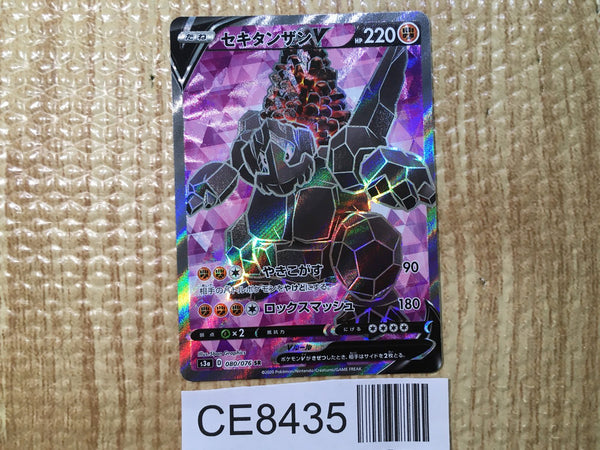 たね セキタンザンV HP220
やきこがす 90
相手のバトルポケモンをやけどにする。
ロックスマッシュ 180
弱点 ×2 抵抗力 にげる
Illus. Saki Graphics
Vルール
ポケモンVがきぜつしたとき、相手はサイドを2枚とる。
s3a D 080/076 SR
©2020 Pokémon/Nintendo/Creatures/GAME FREAK.
CE8435